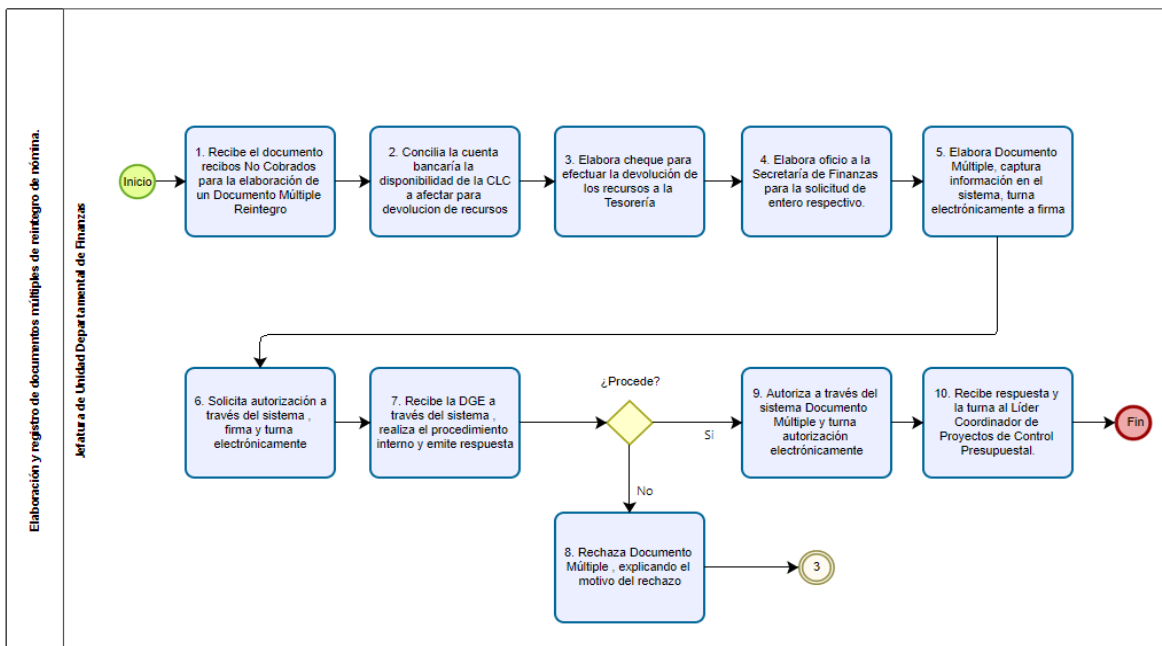 Elaboración y registro de documentos múltiples de reintegro de nómina.
Jefatura de Unidad Departamental de Finanzas
Inicio
1. Recibe el documento
recibos No Cobrados
para la elaboración de
un Documento Múltiple
Reintegro
2. Concilia la cuenta
bancaría la
disponibilidad de la CLC
a afectar para
devolucion de recursos
3. Elabora cheque para
efectuar la devolución de
los recursos a la
Tesorería
4. Elabora oficio a la
Secretaría de Finanzas
para la solicitud de
entero respectivo.
5. Elabora Documento
Múltiple, captura
información en el
sistema, turna
electrónicamente a firma
6. Solicita autorización a
través del sistema , 
firma y turna
electrónicamente
7. Recibe la DGE a
través del sistema ,
realiza el procedimiento
interno y emite respuesta
¿Procede?
Sí
No
8. Rechaza Documento
Múltiple , explicando el
motivo del rechazo
3
9. Autoriza a través del
sistema Documento
Múltiple y turna
autorización
electrónicamente
10. Recibe respuesta y
la turna al Líder
Coordinador de
Proyectos de Control
Presupuestal.
Fin